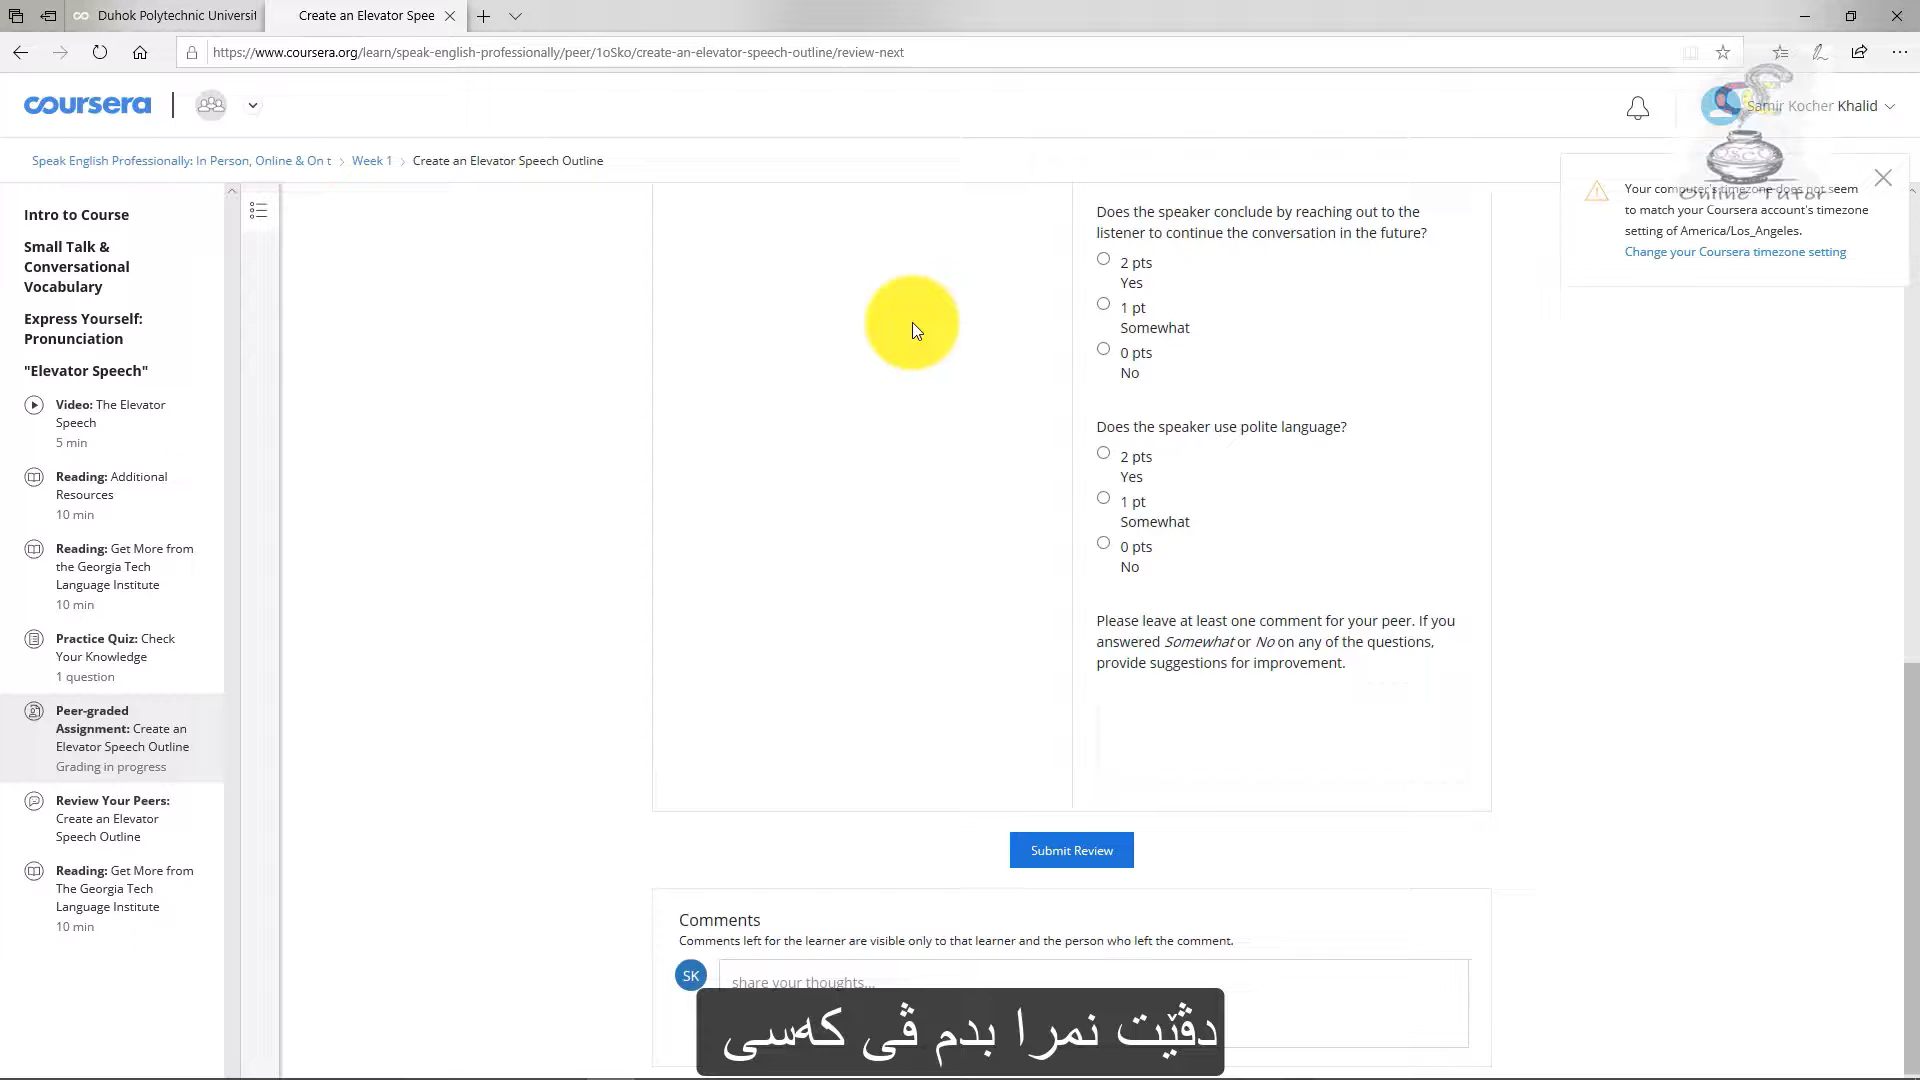 Duhok Polytechnic Universit
Create an Elevator Spee
https://www.coursera.org/learn/speak-english-professionally/peer/1oSko/create-an-elevator-speech-outline/review-next
coursera
Samir Kocher Khalid
Speak English Professionally: In Person, Online & On t
Week 1
Create an Elevator Speech Outline
OSC
Online Tutor
Your computer's timezone does not seem
to match your Coursera account's timezone
setting of America/Los_Angeles.
Change your Coursera timezone setting
Intro to Course
Small Talk &
Conversational
Vocabulary
Express Yourself:
Pronunciation
"Elevator Speech"
Video: The Elevator
Speech
5 min
Reading: Additional
Resources
10 min
Reading: Get More from
the Georgia Tech
Language Institute
10 min
Practice Quiz: Check
Your Knowledge
1 question
Peer-graded
Assignment: Create an
Elevator Speech Outline
Grading in progress
Review Your Peers:
Create an Elevator
Speech Outline
Reading: Get More from
The Georgia Tech
Language Institute
10 min
Does the speaker conclude by reaching out to the
listener to continue the conversation in the future?
2 pts
Yes
1 pt
Somewhat
0 pts
No
Does the speaker use polite language?
2 pts
Yes
1 pt
Somewhat
0 pts
No
Please leave at least one comment for your peer. If you
answered Somewhat or No on any of the questions,
provide suggestions for improvement.
Submit Review
Comments
Comments left for the learner are visible only to that learner and the person who left the comment.
SK
share your thoughts...
دڤێت نمرا بدم ڤی کەسی